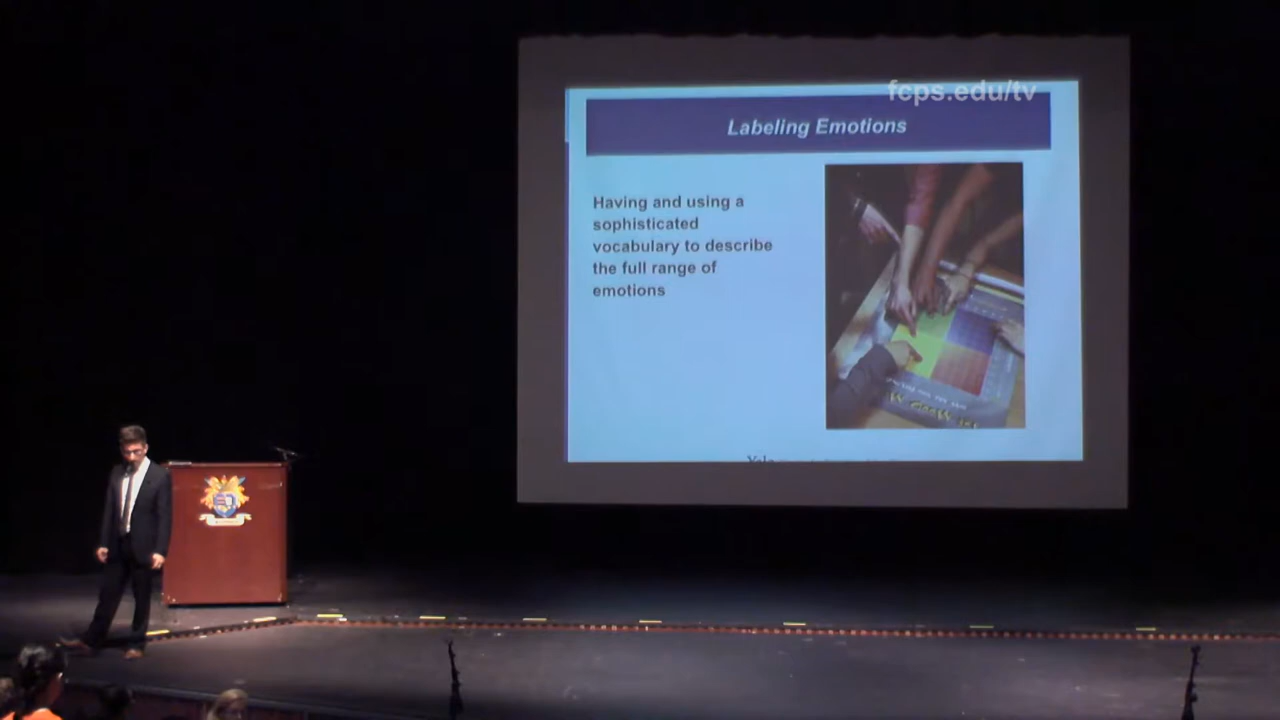 fcps.edu/tv
Labeling Emotions
Having and using a
sophisticated
vocabulary to describe
the full range of
emotions